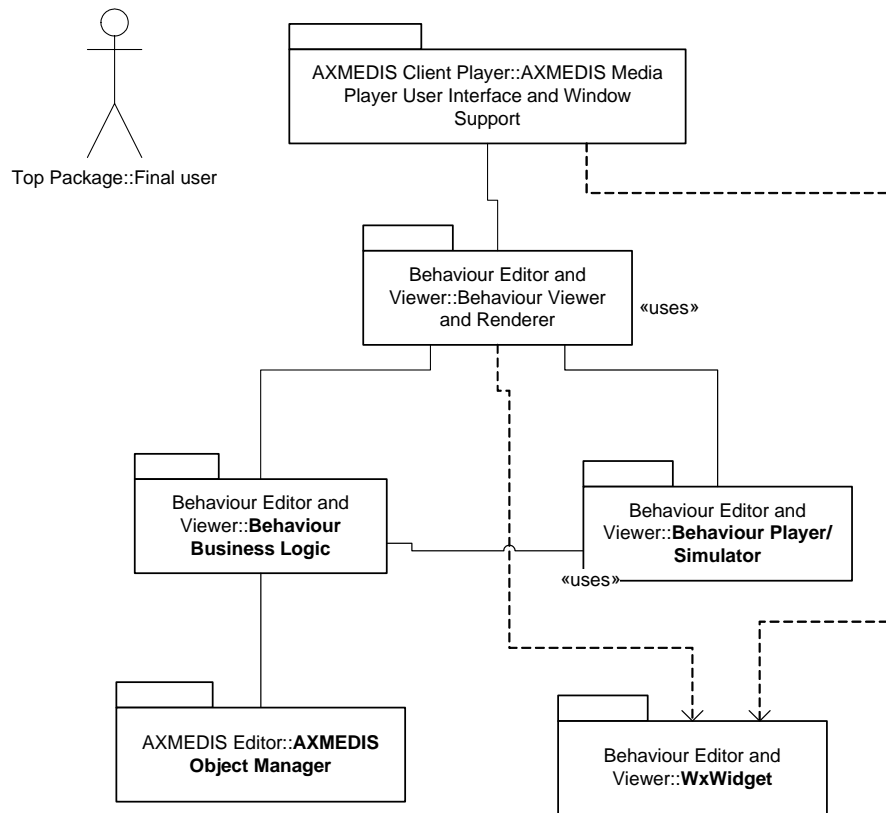 AXMEDIS Client Player::AXMEDIS Media
Player User Interface and Window
Support
Top Package::Final user
Behaviour Editor and
Viewer::Behaviour Viewer
and Renderer
«uses»
Behaviour Editor and
Viewer::Behaviour
Business Logic
Behaviour Editor and
Viewer::Behaviour Player/
Simulator
«uses»
AXMEDIS Editor::AXMEDIS
Object Manager
Behaviour Editor and
Viewer::WxWidget